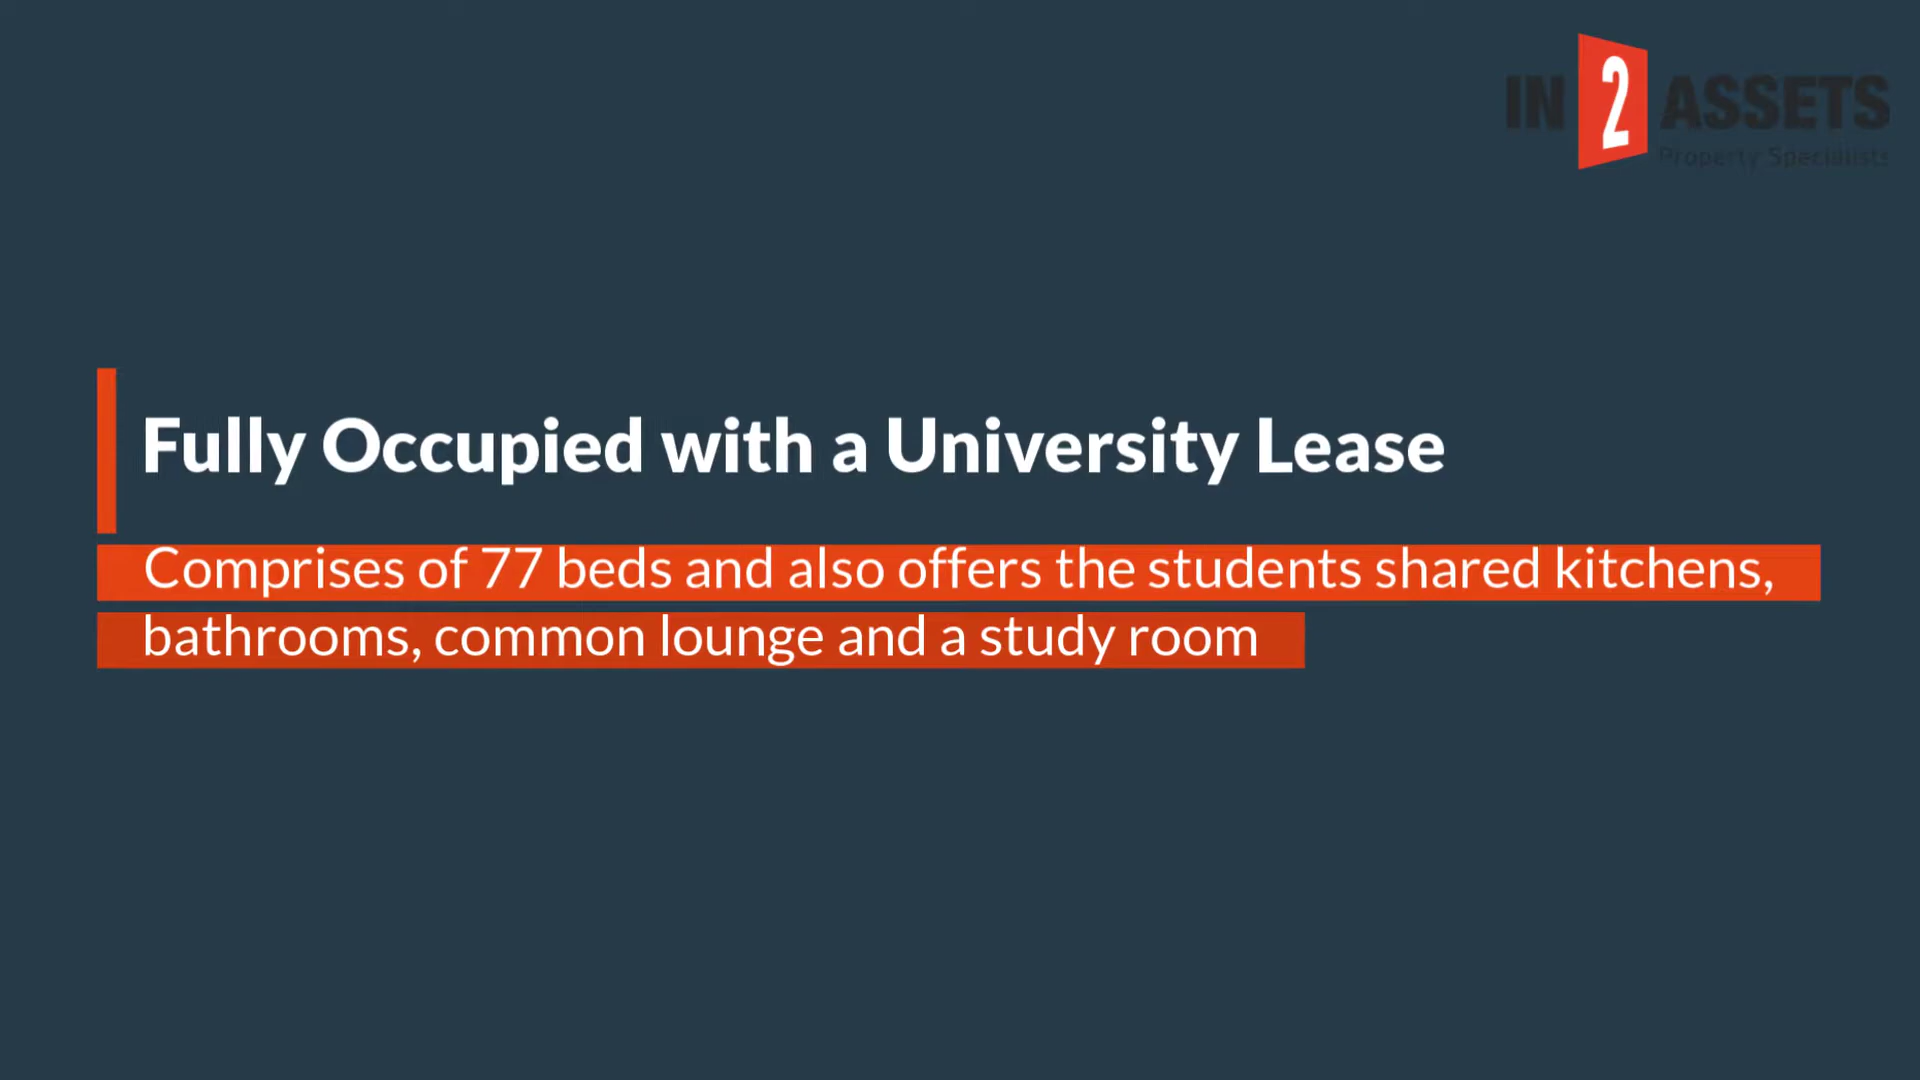 IN 2 ASSETS
Property Specialists
Fully Occupied with a University Lease
Comprises of 77 beds and also offers the students shared kitchens,
bathrooms, common lounge and a study room